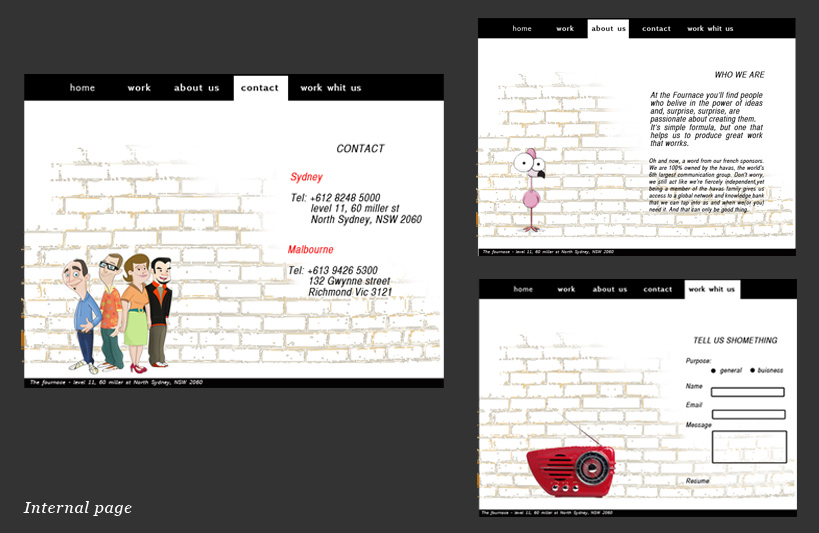 home work about us contact work whit us
CONTACT
Sydney
Tel: +612 8248 5000
level 11, 60 miller st
North Sydney, NSW 2060
Malbourne
Tel: +613 9426 5300
132 Gwynne street
Richmond Vic 3121
The fournace - level 11, 60 miller at North Sydney, NSW 2060
home work about us contact work whit us
WHO WE ARE
At the Fournace you'll find people
who belive in the power of ideas
and, surprise, surprise, are
passionate about creating them.
It's simple formula, but one that
helps us to produce great work
that worrks.
Oh and now, a word from our french sponsors.
We are 100% owned by the havas, the world's
6th largest communication group. Don't worry,
we still act like we're fiercely independent,yet
being a member of the havas family gives us
access to a global network and knowledge bank
that we can tap into as and when we(or you)
need it. And that can only be good thing.
The fournace - level 11, 60 miller at North Sydney, NSW 2060
home work about us contact work whit us
TELL US SHOMETHING
Purpose:
general buisness
Name
Email
Message
Resume
The fournace - level 11, 60 miller at North Sydney, NSW 2060
Internal page